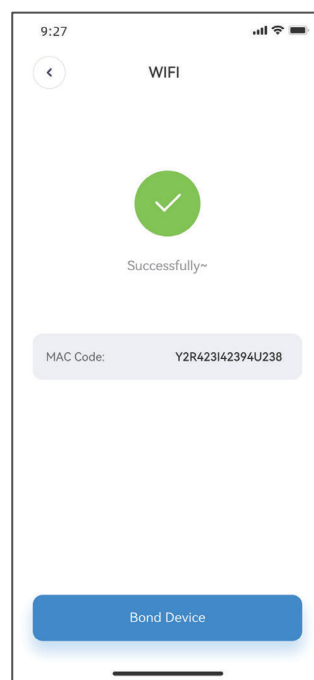 9:27
WIFI
Successfully~
MAC Code: Y2R423I42394U238
Bond Device